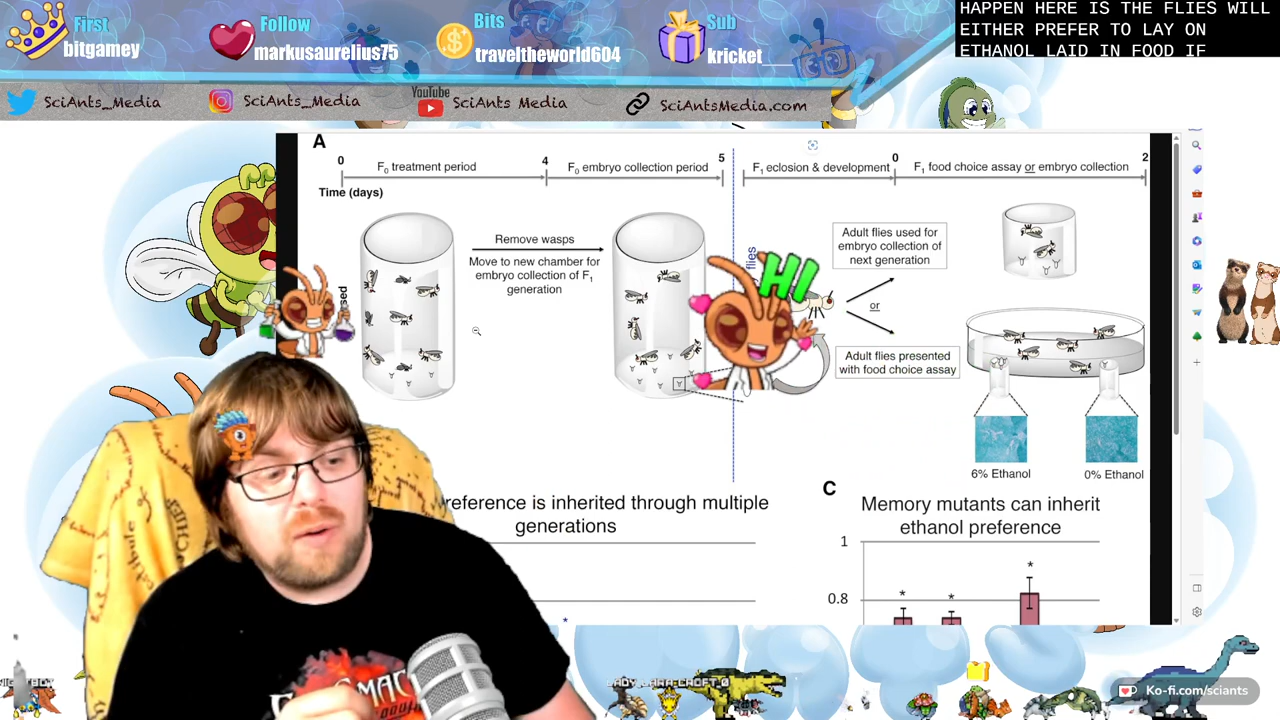 First
bitgamey
Follow
markusaurelius75
Bits
traveltheworld604
Sub
kricket____
HAPPEN HERE IS THE FLIES WILL
EITHER PREFER TO LAY ON
ETHANOL LAID IN FOOD IF
SciAnts_Media
SciAnts_Media
YouTube
SciAnts Media
SciAntsMedia.com
A
0
F0 treatment period
4
F0 embryo collection period
5
F1 eclosion & development
0
F1 food choice assay or embryo collection
2
Time (days)
Remove wasps
Move to new chamber for
embryo collection of F1
generation
sed
flies
HI
Adult flies used for
embryo collection of
next generation
or
Adult flies presented
with food choice assay
6% Ethanol
0% Ethanol
reference is inherited through multiple
generations
*
C
Memory mutants can inherit
ethanol preference
1
0.8
* * *
Ko-fi.com/sciants